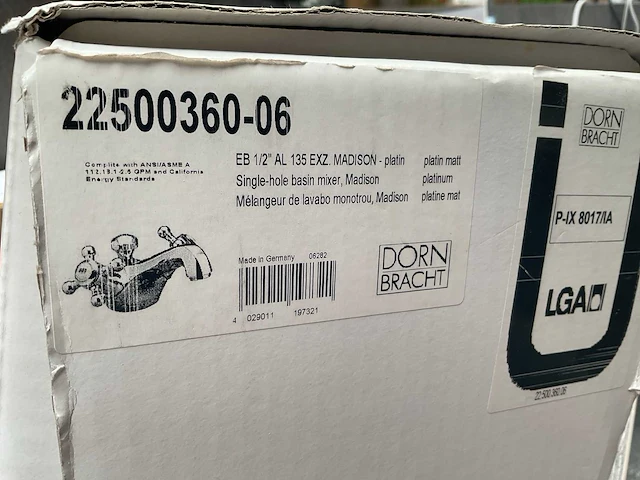 22500360-06
Complite with ANSI/ASME A
112.18.1-2.5 GPM and California
Energy Standards
EB 1/2" AL 135 EXZ. MADISON - platin platin matt
Single-hole basin mixer, Madison platinum
Mélangeur de lavabo monotrou, Madison platine mat
Made in Germany 06282
4 029011 197321
DORN
BRACHT
DORN
BRACHT
P-IX 8017/IA
LGA
22.500.360.06